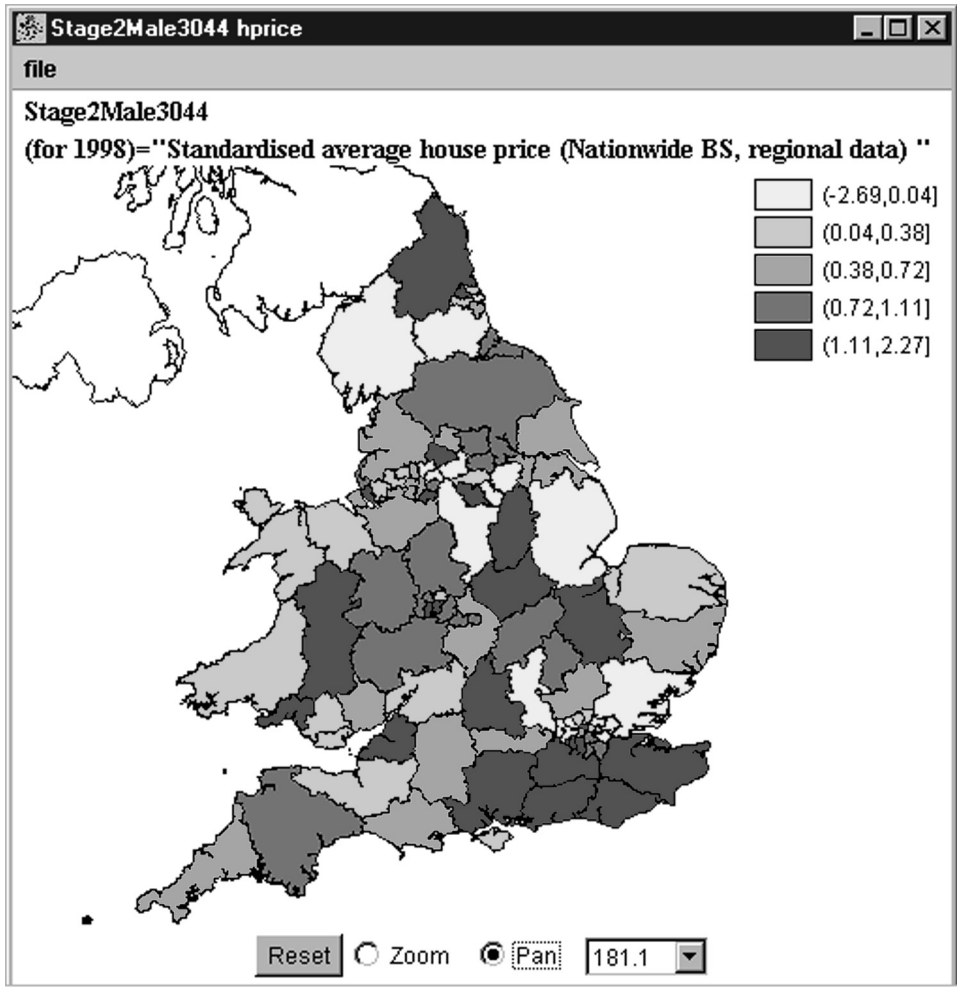 Stage2Male3044 hprice
file
Stage2Male3044
(for 1998)="Standardised average house price (Nationwide BS, regional data) "
(-2.69,0.04]
(0.04,0.38]
(0.38,0.72]
(0.72,1.11]
(1.11,2.27]
Reset Zoom Pan 181.1